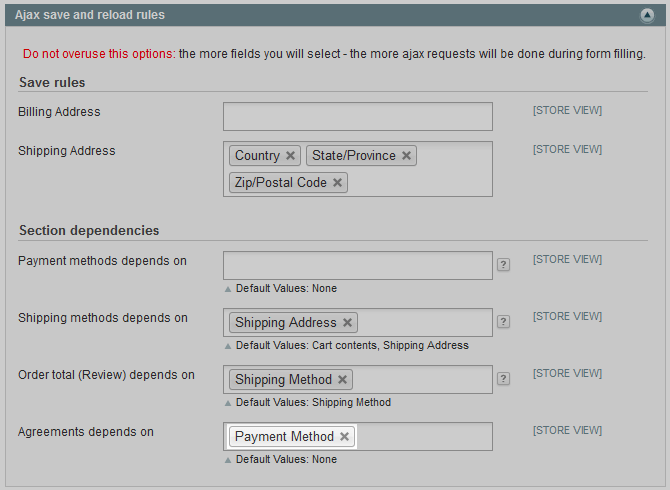 Ajax save and reload rules
Do not overuse this options: the more fields you will select - the more ajax requests will be done during form filling.
Save rules
Billing Address [STORE VIEW]
Shipping Address Country State/Province [STORE VIEW]
Zip/Postal Code
Section dependencies
Payment methods depends on ? [STORE VIEW]
Default Values: None
Shipping methods depends on Shipping Address ? [STORE VIEW]
Default Values: Cart contents, Shipping Address
Order total (Review) depends on Shipping Method ? [STORE VIEW]
Default Values: Shipping Method
Agreements depends on Payment Method [STORE VIEW]
Default Values: None